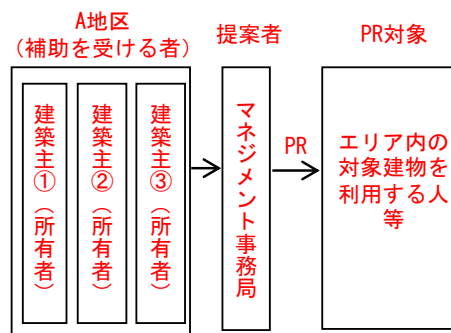 A地区
(補助を受ける者)
提案者
PR対象
建築主①(所有者)
建築主②(所有者)
建築主③(所有者)
マネジメント事務局
PR
エリア内の
対象建物を
利用する人
等